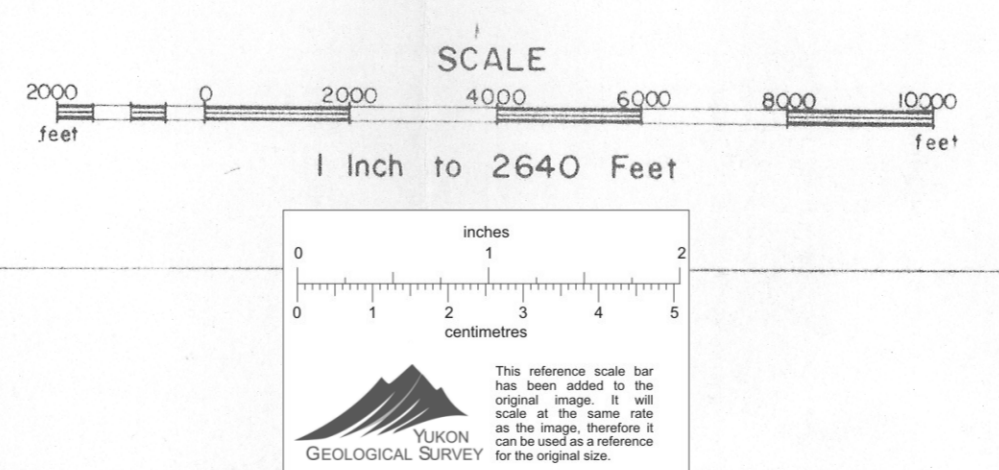 SCALE
2000 0 2000 4000 6000 8000 10000
feet feet
1 Inch to 2640 Feet
inches
0 1 2
0 1 2 3 4 5
centimetres
This reference scale bar
has been added to the
original image. It will
scale at the same rate
as the image, therefore it
can be used as a reference
for the original size.
YUKON
GEOLOGICAL SURVEY